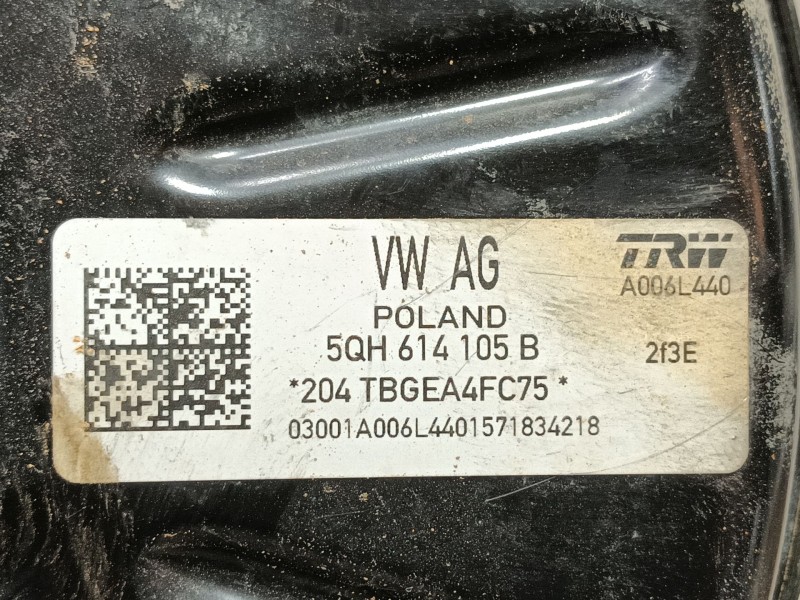 VW AG
TRW
A006L440
POLAND
5QH 614 105 B
2f3E
*204 TBGEA4FC75 *
03001A006L4401571834218